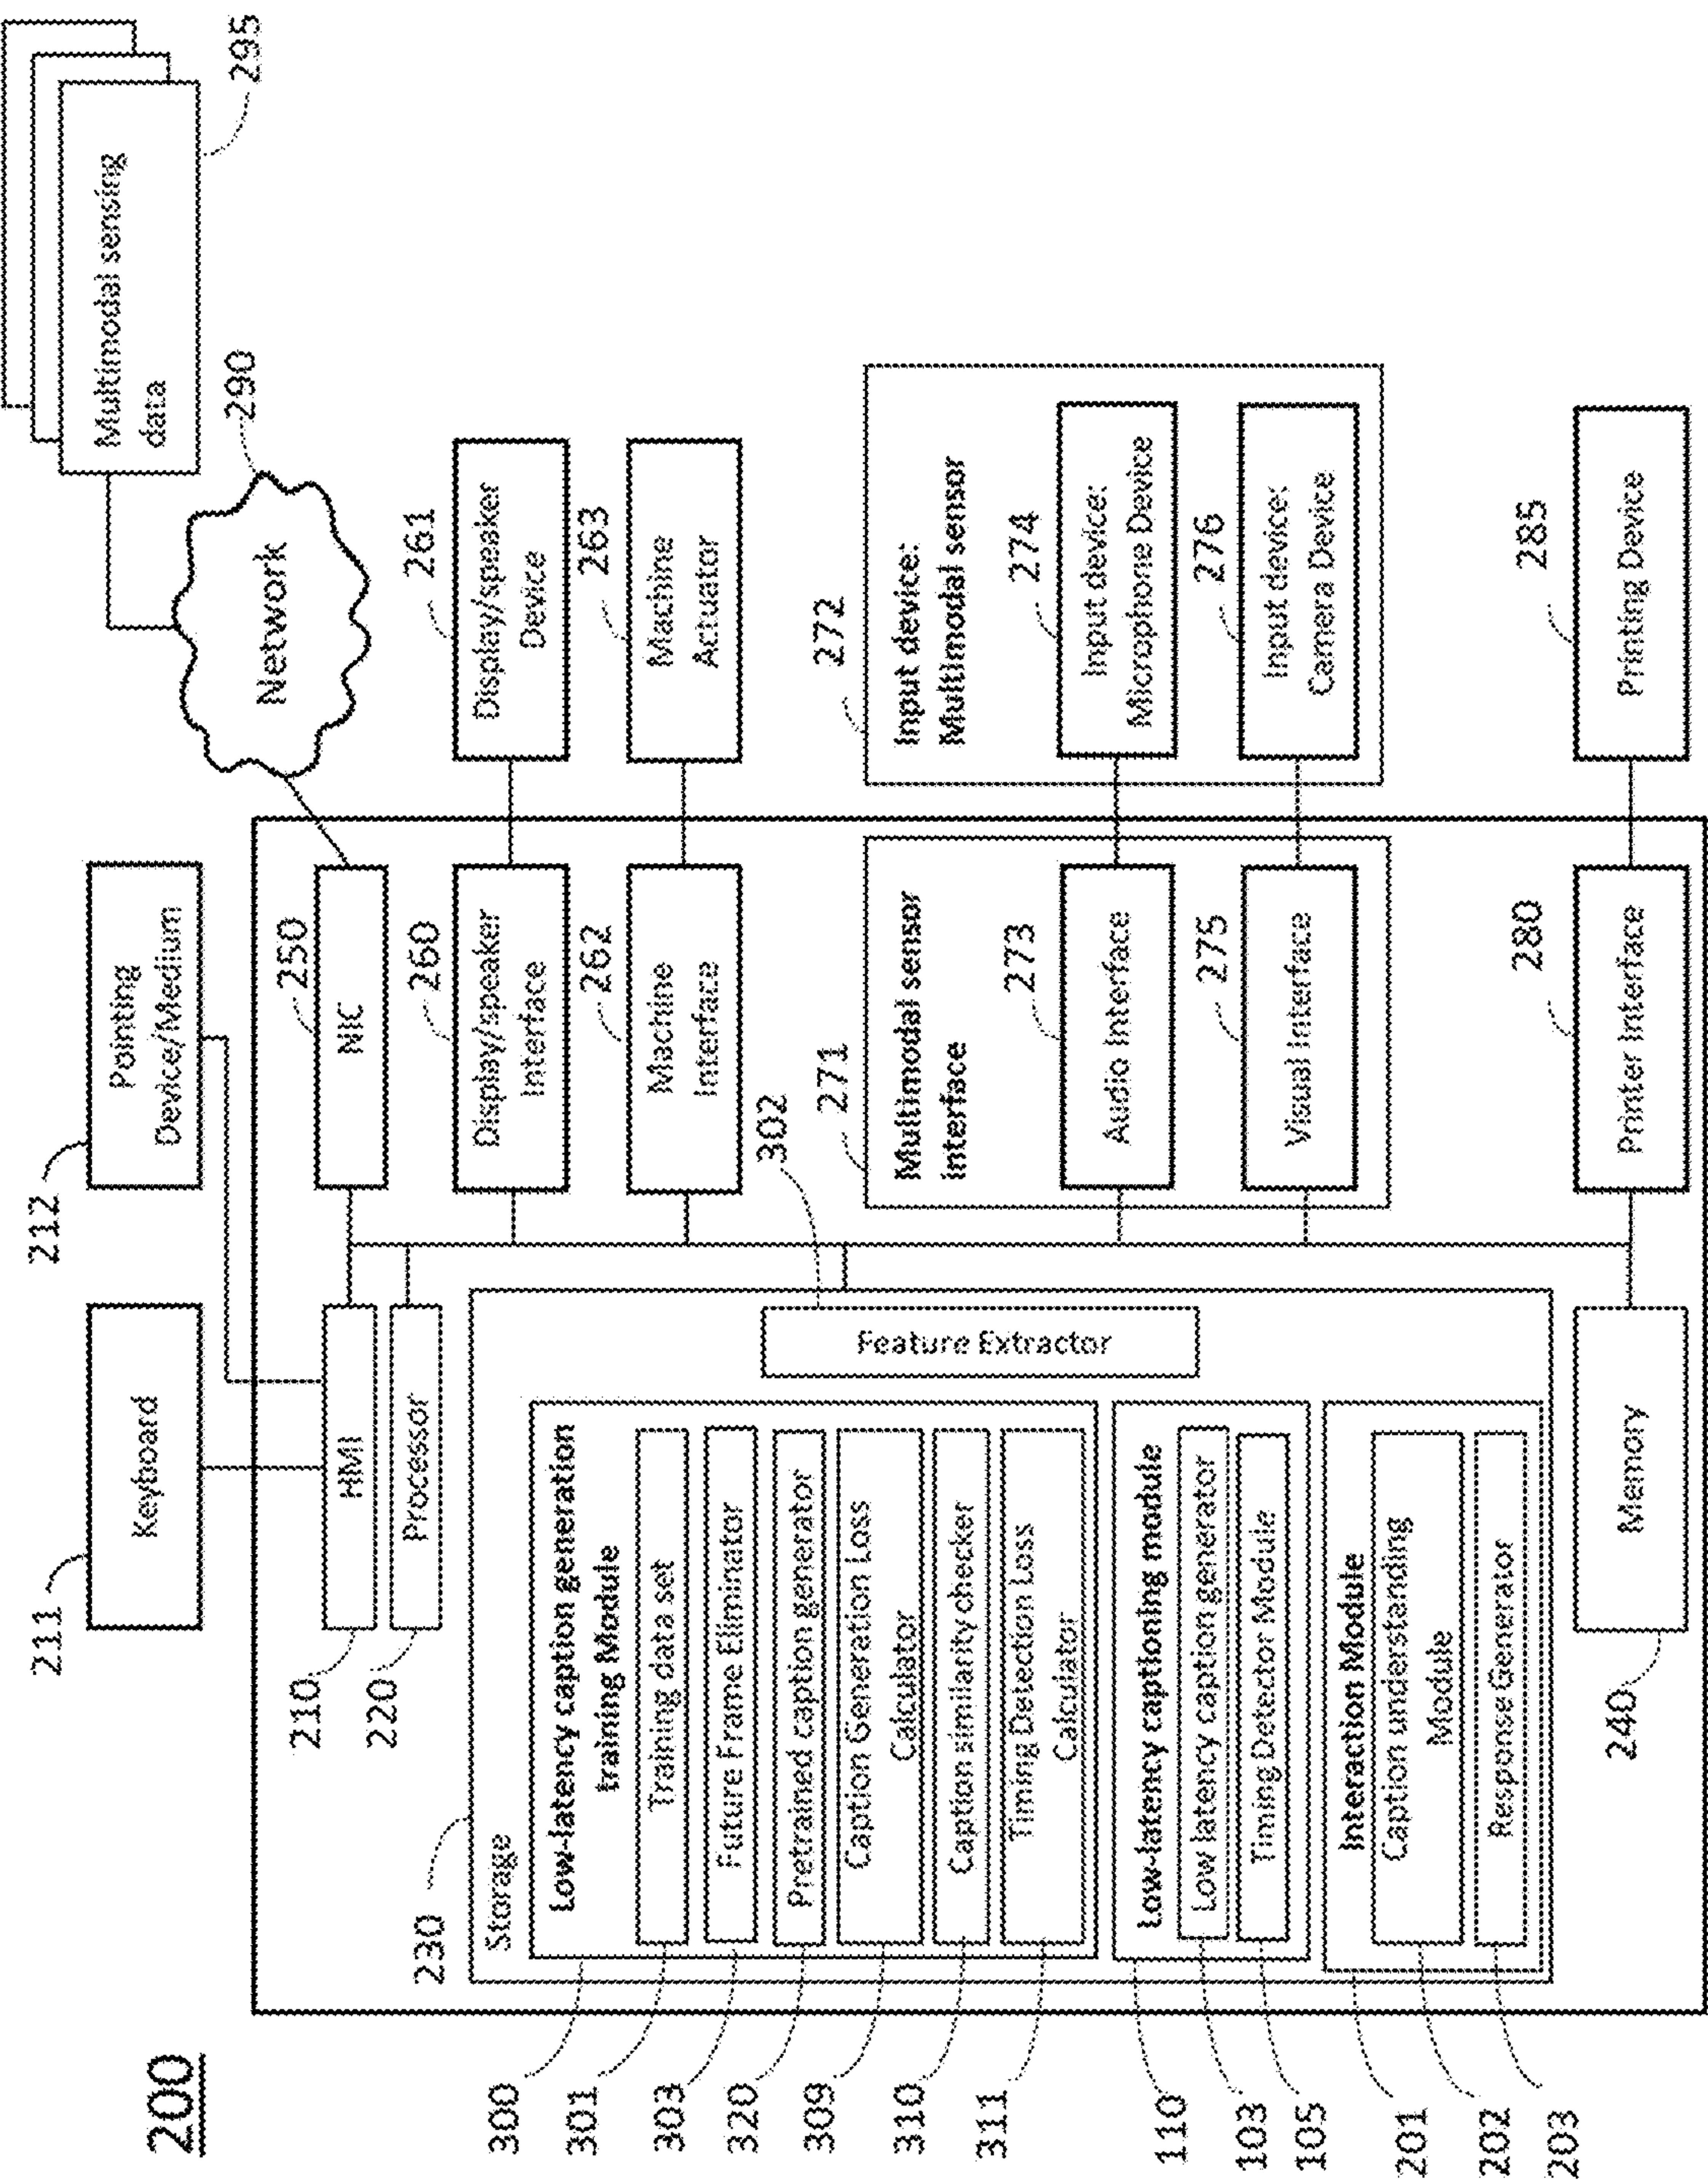 200
211
Keyboard
212
Pointing
Device/Medium
Multimodal sensing
data
295
Network
290
210
HMI
220
Processor
250
NIC
260
Display/speaker
Interface
261
Display/speaker
Device
262
Machine
Interface
263
Machine
Actuator
230
Storage
300
Low-latency caption generation
training Module
301
Training data set
303
Future Frame Eliminator
320
Pretrained caption generator
309
Caption Generation Loss
Calculator
310
Caption similarity checker
311
Timing Detection Loss
Calculator
110
Low-latency captioning module
103
Low latency caption generator
105
Timing Detector Module
201
Interaction Module
202
Caption understanding
Module
203
Response Generator
302
Feature Extractor
271
Multimodal sensor
interface
273
Audio Interface
275
Visual Interface
272
Input device:
Multimodal sensor
274
Input device:
Microphone Device
276
Input device:
Camera Device
240
Memory
280
Printer Interface
285
Printing Device